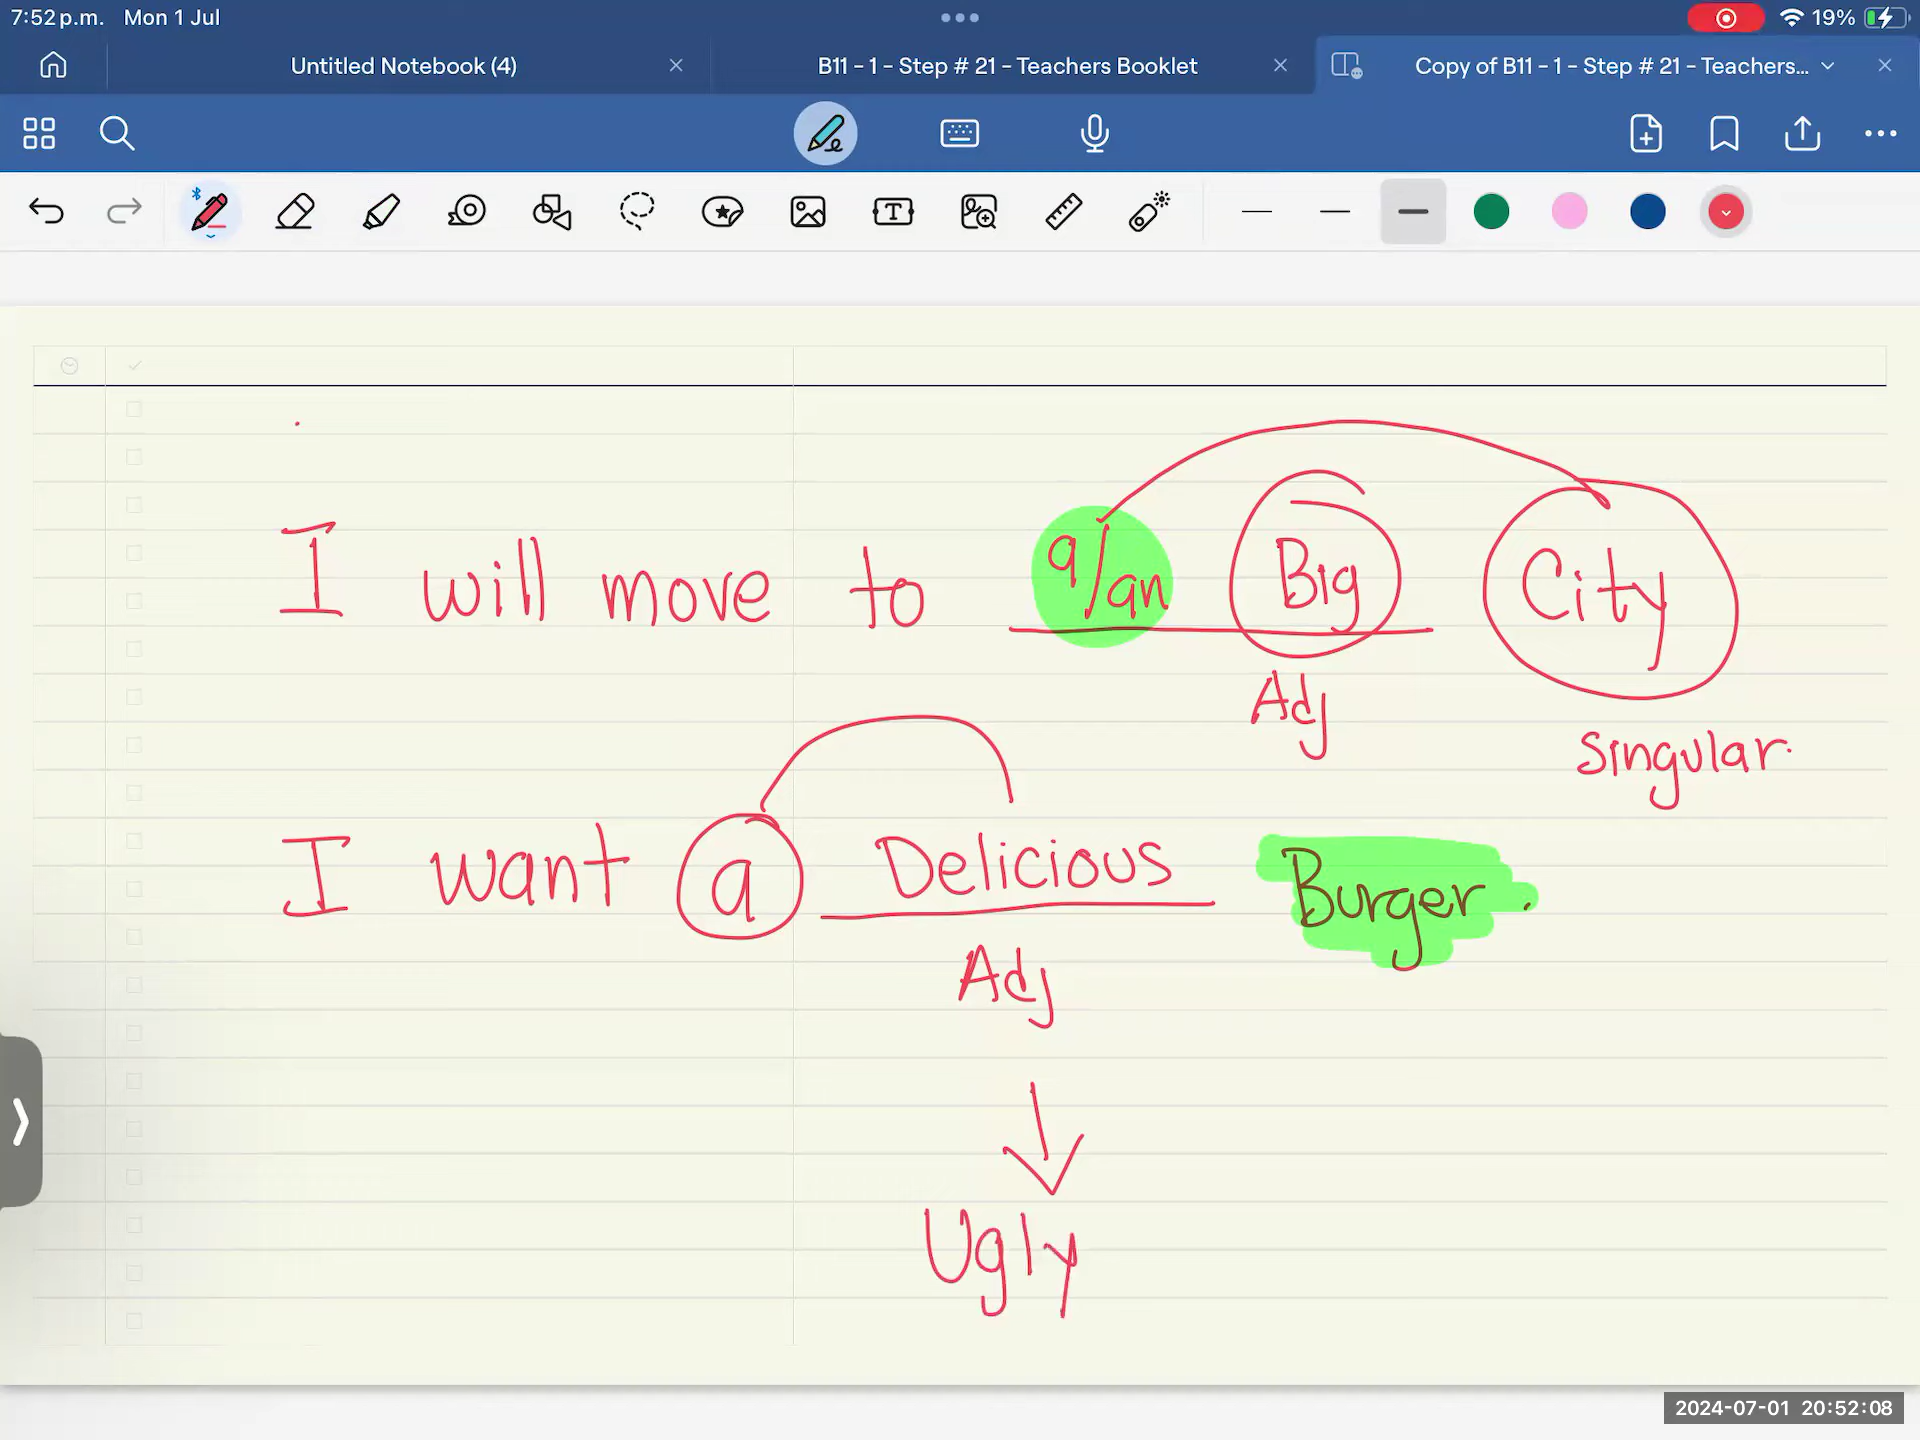 7:52 p.m. Mon 1 Jul
19%
Untitled Notebook (4)
B11 - 1 - Step # 21 - Teachers Booklet
Copy of B11 - 1 - Step # 21 - Teachers...
I will move to a/an Big City
Adj
Singular.
I want a Delicious Burger.
Adj
Ugly
2024-07-01 20:52:08